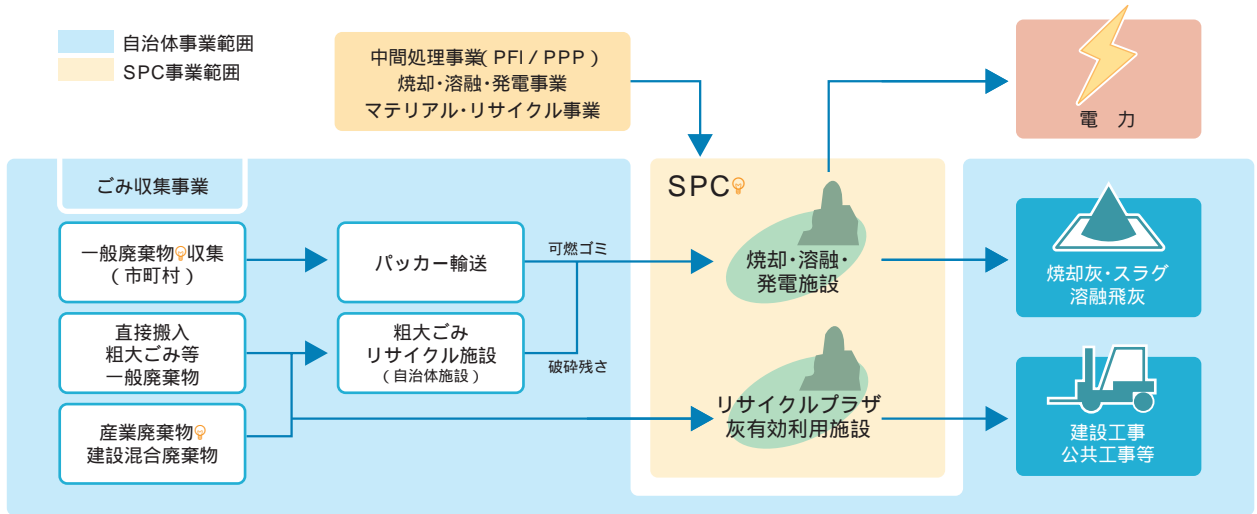 自治体事業範囲
SPC事業範囲
中間処理事業(PFI/PPP)
焼却・溶融・発電事業
マテリアル・リサイクル事業
電 力
ごみ収集事業
SPC
一般廃棄物収集
(市町村)
パッカー輸送
可燃ゴミ
焼却・溶融・
発電施設
焼却灰・スラグ
溶融飛灰
直接搬入
粗大ごみ等
一般廃棄物
粗大ごみ
リサイクル施設
(自治体施設)
破砕残さ
リサイクルプラザ
灰有効利用施設
建設工事
公共工事等
産業廃棄物
建設混合廃棄物